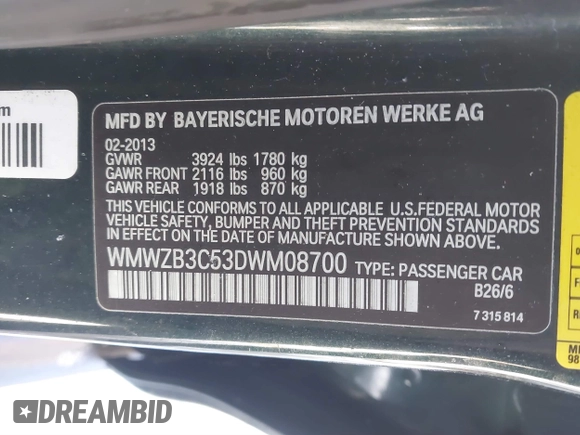 m
MFD BY BAYERISCHE MOTOREN WERKE AG
02-2013
GVWR 3924 lbs 1780 kg
GAWR FRONT 2116 lbs 960 kg
GAWR REAR 1918 lbs 870 kg
THIS VEHICLE CONFORMS TO ALL APPLICABLE U.S.FEDERAL MOTOR
VEHICLE SAFETY, BUMPER AND THEFT PREVENTION STANDARDS
IN EFFECT ON THE DATE OF MANUFACTURE SHOWN ABOVE.
WMWZB3C53DWM08700 TYPE: PASSENGER CAR
B26/6
7 315 814
DREAMBID